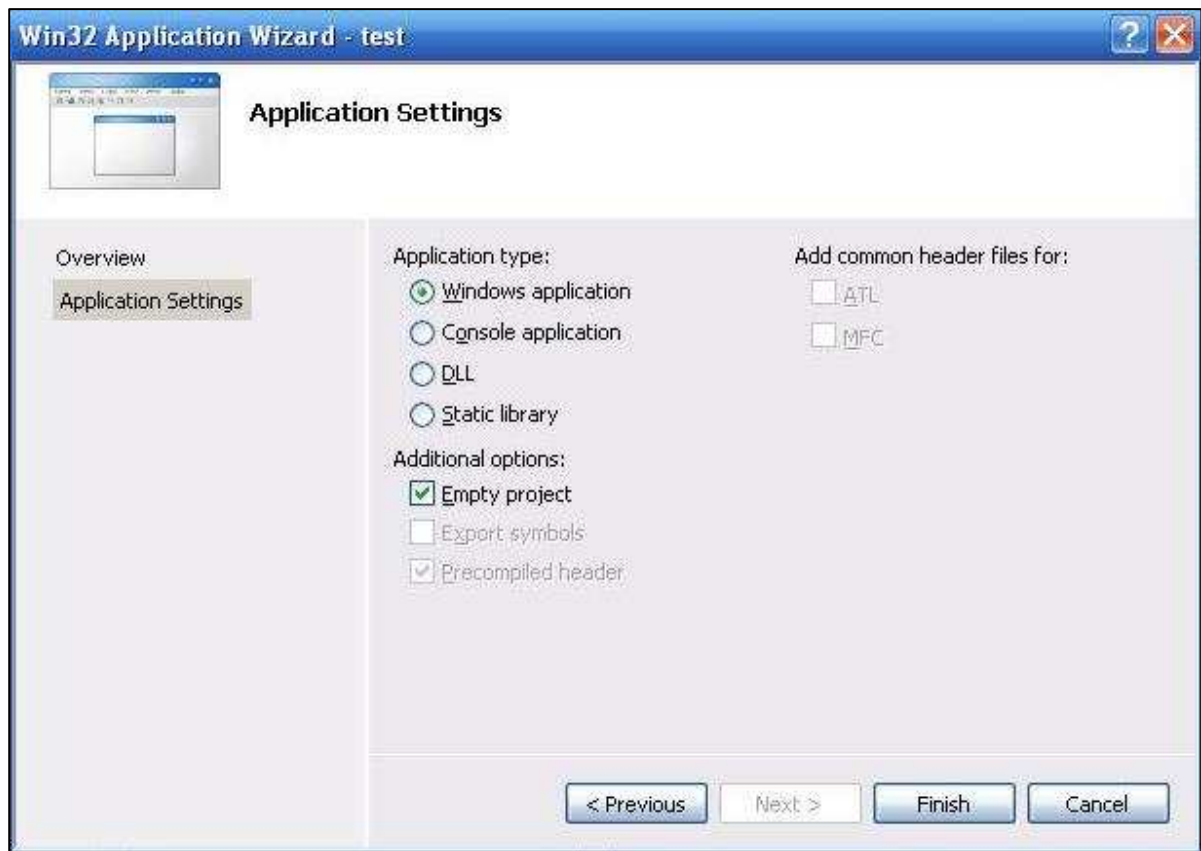 Win32 Application Wizard - test
Application Settings
Overview
Application Settings
Application type:
Windows application
Console application
DLL
Static library
Additional options:
Empty project
Export symbols
Precompiled header
Add common header files for:
ATL
MFC
< Previous
Next >
Finish
Cancel